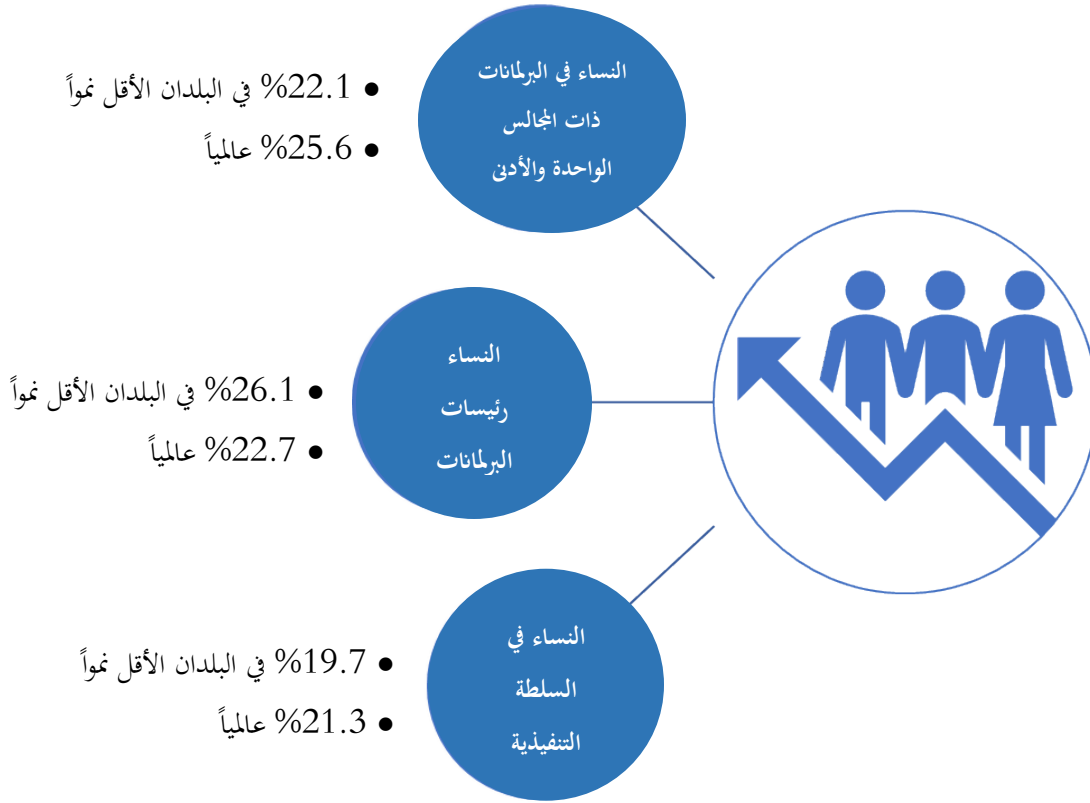 النساء في البرلمانات
ذات المجالس
الواحدة والأدنى
● 22.1% في البلدان الأقل نمواً
● 25.6% عالمياً
النساء
رئيسات
البرلمانات
● 26.1% في البلدان الأقل نمواً
● 22.7% عالمياً
النساء في
السلطة
التنفيذية
● 19.7% في البلدان الأقل نمواً
● 21.3% عالمياً